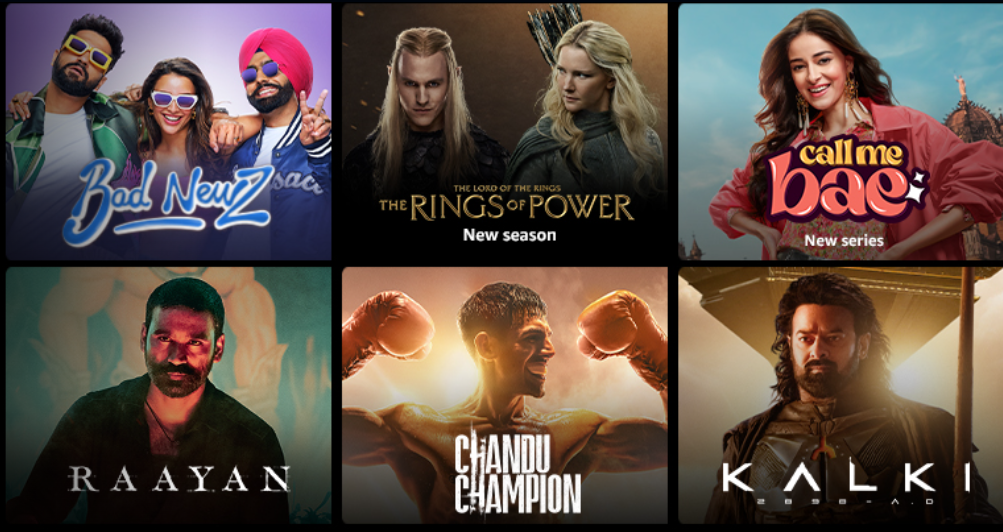 Bad Newz
THE LORD OF THE RINGS
THE RINGS OF POWER
New season
call me
bae
New series
RAAYAN
CHANDU
CHAMPION
KALKI
2898-A.D